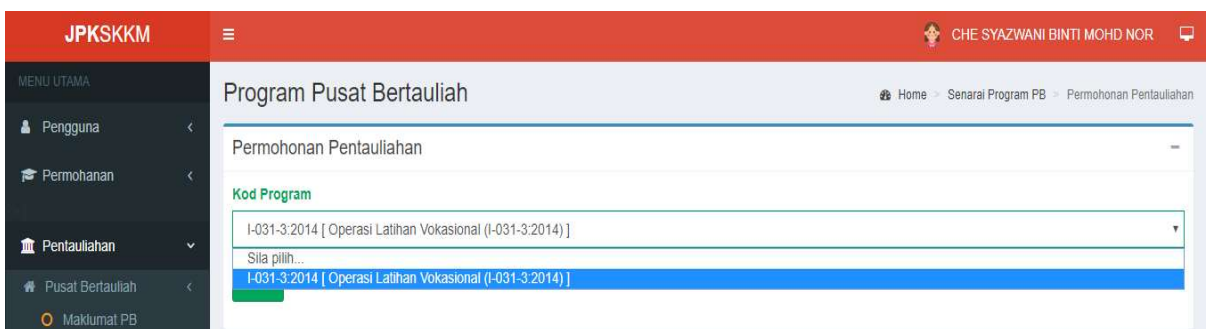 JPKSKKM
CHE SYAZWANI BINTI MOHD NOR
MENU UTAMA
Pengguna
Permohanan
Pentauliahan
Pusat Bertauliah
Maklumat PB
Program Pusat Bertauliah
Home > Senarai Program PB > Permohonan Pentauliahan
Permohonan Pentauliahan
Kod Program
I-031-3:2014 [ Operasi Latihan Vokasional (I-031-3:2014) ]
Sila pilih...
I-031-3:2014 [ Operasi Latihan Vokasional (I-031-3:2014) ]